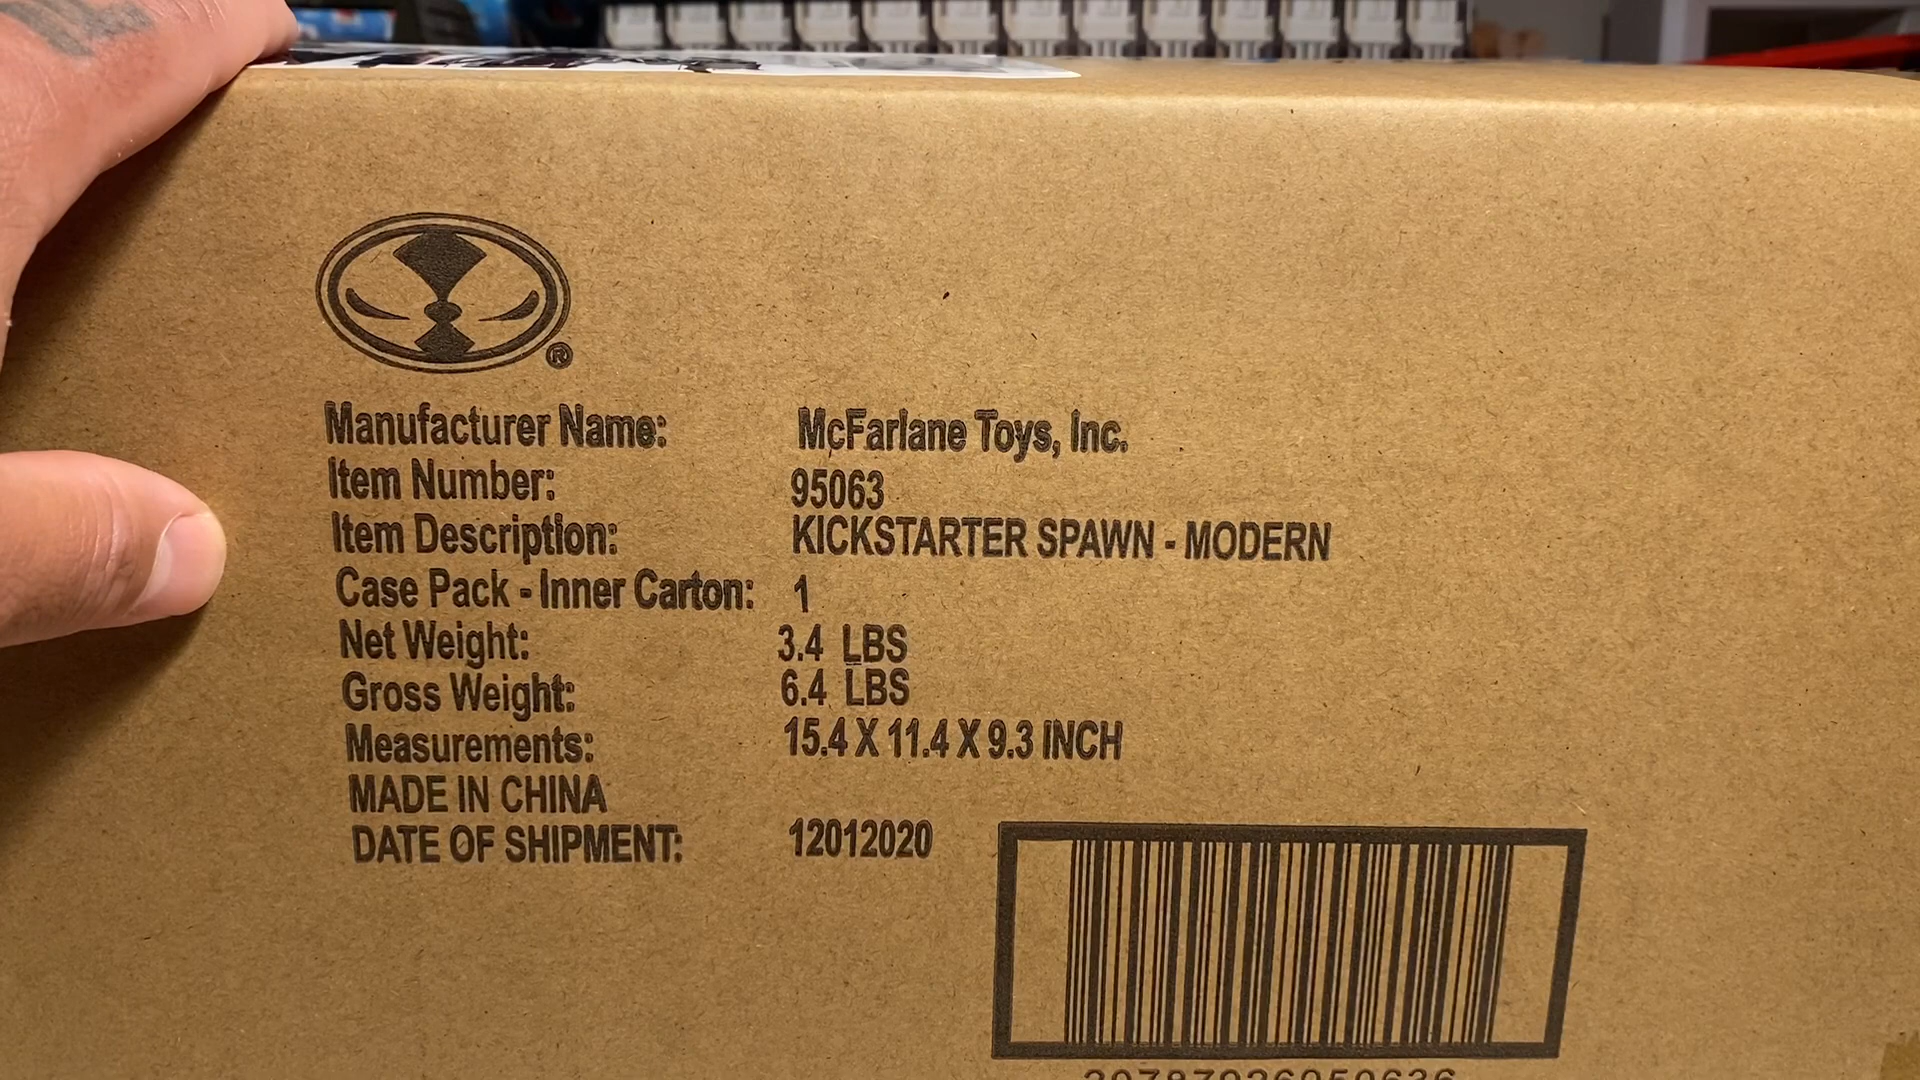 ®
Manufacturer Name: McFarlane Toys, Inc.
Item Number: 95063
Item Description: KICKSTARTER SPAWN - MODERN
Case Pack - Inner Carton: 1
Net Weight: 3.4 LBS
Gross Weight: 6.4 LBS
Measurements: 15.4 X 11.4 X 9.3 INCH
MADE IN CHINA
DATE OF SHIPMENT: 12012020